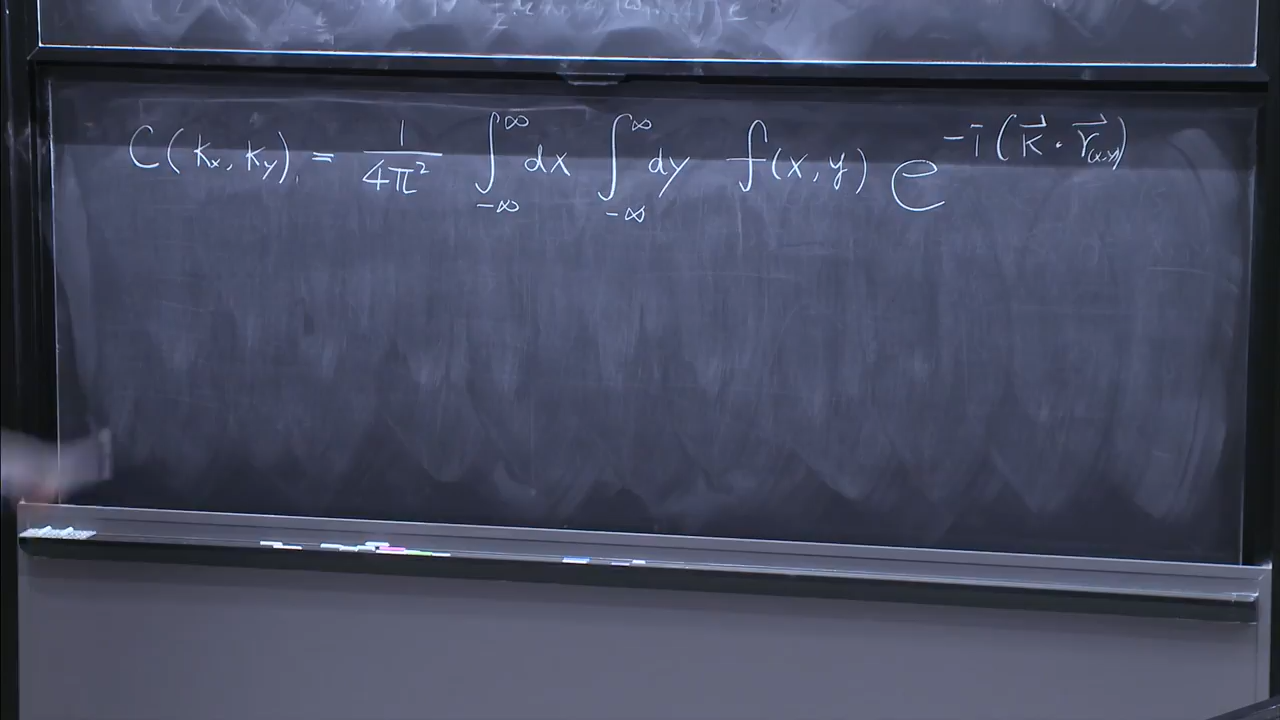 C(kx, ky) = 1/4π² ∫_{-∞}^{∞} dx ∫_{-∞}^{∞} dy f(x, y) e^{-i(k⃗ · r⃗(x,y))}